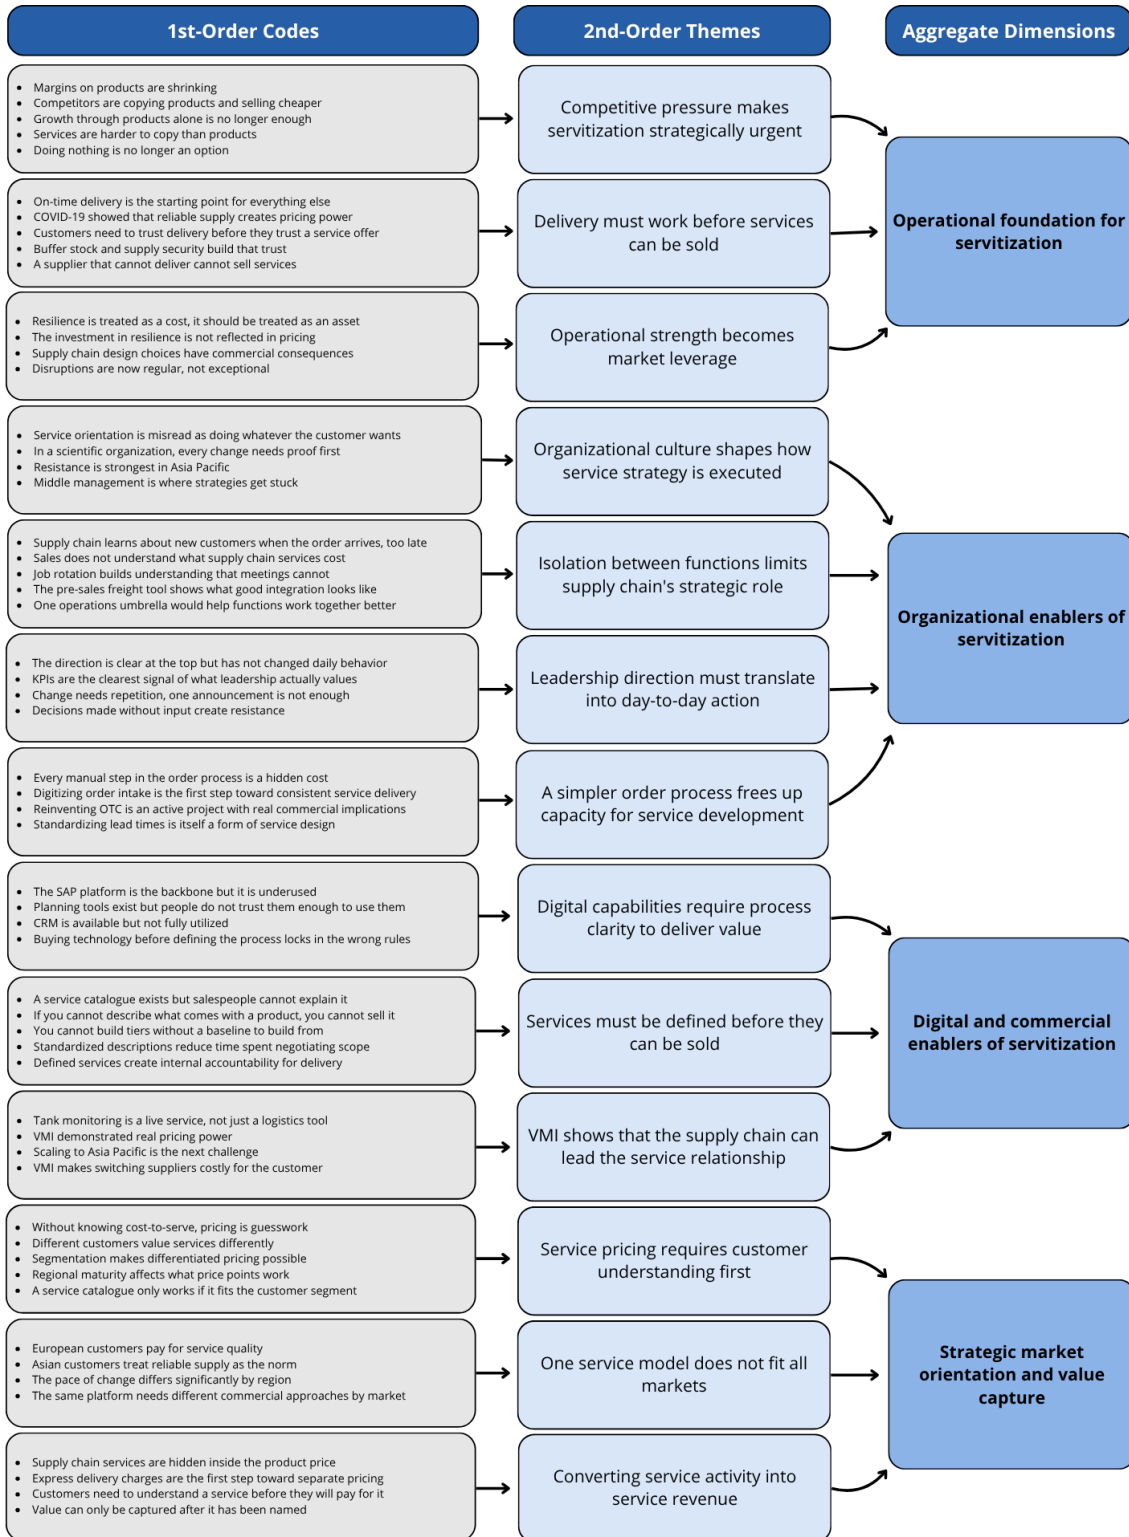 1st-Order Codes
2nd-Order Themes
Aggregate Dimensions
• Margins on products are shrinking
• Competitors are copying products and selling cheaper
• Growth through products alone is no longer enough
• Services are harder to copy than products
• Doing nothing is no longer an option
Competitive pressure makes
servitization strategically urgent
• On-time delivery is the starting point for everything else
• COVID-19 showed that reliable supply creates pricing power
• Customers need to trust delivery before they trust a service offer
• Buffer stock and supply security build that trust
• A supplier that cannot deliver cannot sell services
Delivery must work before services
can be sold
Operational foundation for
servitization
• Resilience is treated as a cost, it should be treated as an asset
• The investment in resilience is not reflected in pricing
• Supply chain design choices have commercial consequences
• Disruptions are now regular, not exceptional
Operational strength becomes
market leverage
• Service orientation is misread as doing whatever the customer wants
• In a scientific organization, every change needs proof first
• Resistance is strongest in Asia Pacific
• Middle management is where strategies get stuck
Organizational culture shapes how
service strategy is executed
• Supply chain learns about new customers when the order arrives, too late
• Sales does not understand what supply chain services cost
• Job rotation builds understanding that meetings cannot
• The pre-sales freight tool shows what good integration looks like
• One operations umbrella would help functions work together better
Isolation between functions limits
supply chain's strategic role
Organizational enablers of
servitization
• The direction is clear at the top but has not changed daily behavior
• KPIs are the clearest signal of what leadership actually values
• Change needs repetition, one announcement is not enough
• Decisions made without input create resistance
Leadership direction must translate
into day-to-day action
• Every manual step in the order process is a hidden cost
• Digitizing order intake is the first step toward consistent service delivery
• Reinventing OTC is an active project with real commercial implications
• Standardizing lead times is itself a form of service design
A simpler order process frees up
capacity for service development
• The SAP platform is the backbone but it is underused
• Planning tools exist but people do not trust them enough to use them
• CRM is available but not fully utilized
• Buying technology before defining the process locks in the wrong rules
Digital capabilities require process
clarity to deliver value
• A service catalogue exists but salespeople cannot explain it
• If you cannot describe what comes with a product, you cannot sell it
• You cannot build tiers without a baseline to build from
• Standardized descriptions reduce time spent negotiating scope
• Defined services create internal accountability for delivery
Services must be defined before they
can be sold
Digital and commercial
enablers of servitization
• Tank monitoring is a live service, not just a logistics tool
• VMI demonstrated real pricing power
• Scaling to Asia Pacific is the next challenge
• VMI makes switching suppliers costly for the customer
VMI shows that the supply chain can
lead the service relationship
• Without knowing cost-to-serve, pricing is guesswork
• Different customers value services differently
• Segmentation makes differentiated pricing possible
• Regional maturity affects what price points work
• A service catalogue only works if it fits the customer segment
Service pricing requires customer
understanding first
• European customers pay for service quality
• Asian customers treat reliable supply as the norm
• The pace of change differs significantly by region
• The same platform needs different commercial approaches by market
One service model does not fit all
markets
Strategic market
orientation and value
capture
• Supply chain services are hidden inside the product price
• Express delivery charges are the first step toward separate pricing
• Customers need to understand a service before they will pay for it
• Value can only be captured after it has been named
Converting service activity into
service revenue